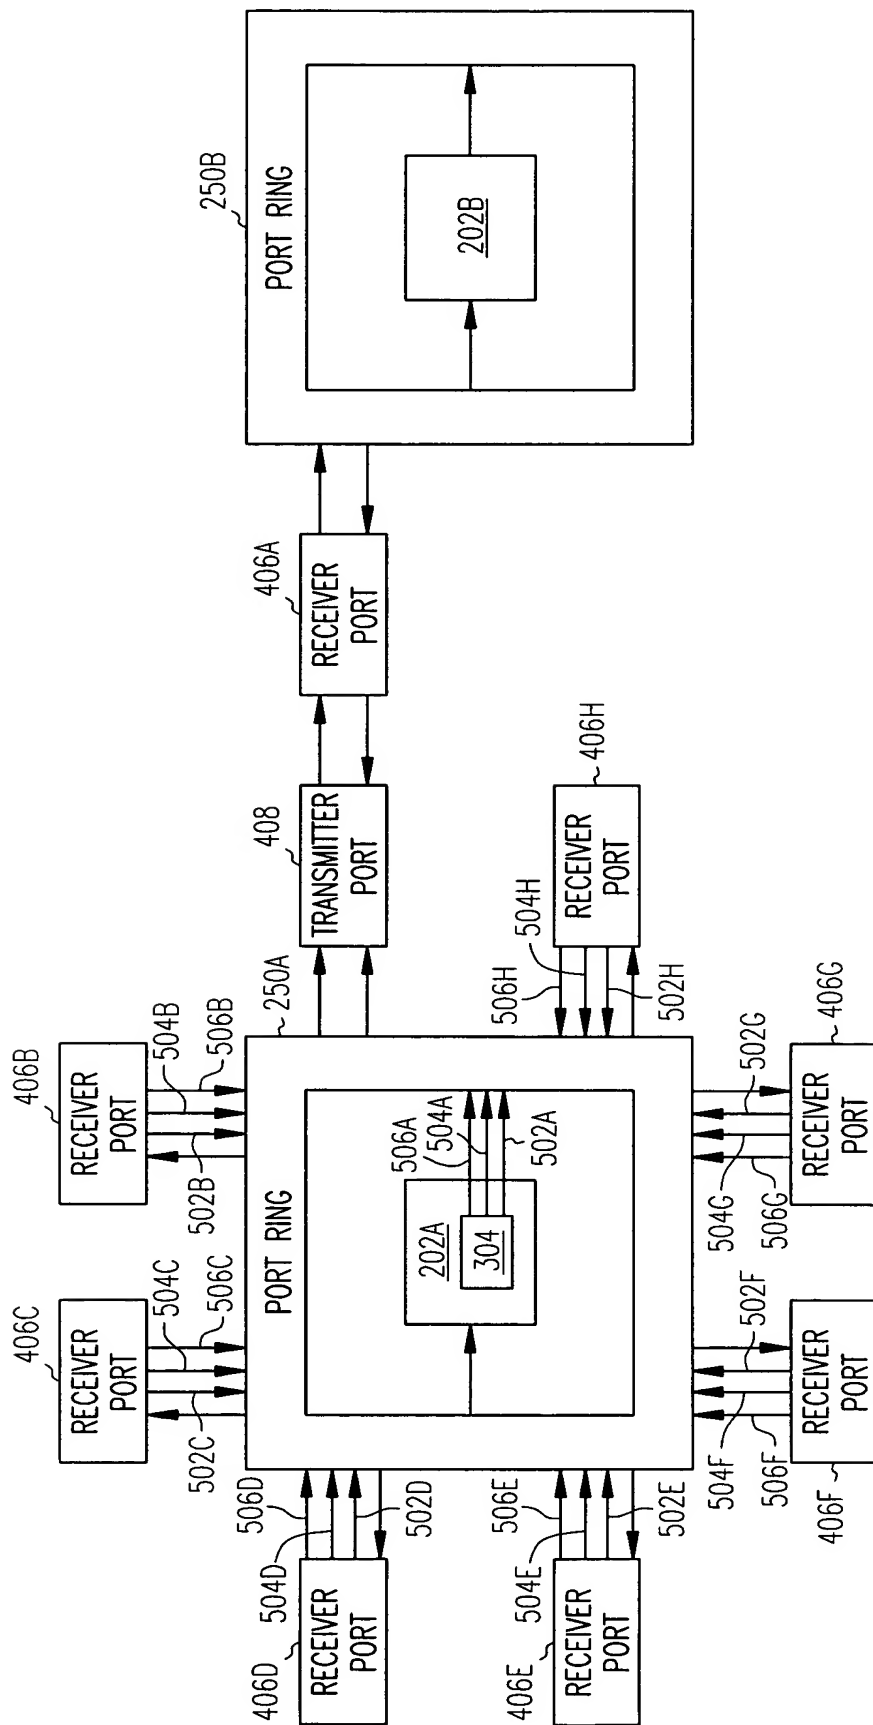 406C
RECEIVER
PORT
504C
506C
502C
406B
RECEIVER
PORT
504B
506B
502B
250A
408
TRANSMITTER
PORT
406A
RECEIVER
PORT
250B
PORT RING
202B
506D
504D
502D
406D
RECEIVER
PORT
PORT RING
202A
304
506A
504A
502A
506H
504H
502H
RECEIVER
PORT
406H
506E
504E
502E
406E
RECEIVER
PORT
502F
504F
506F
RECEIVER
PORT
406F
502G
504G
506G
406G
RECEIVER
PORT